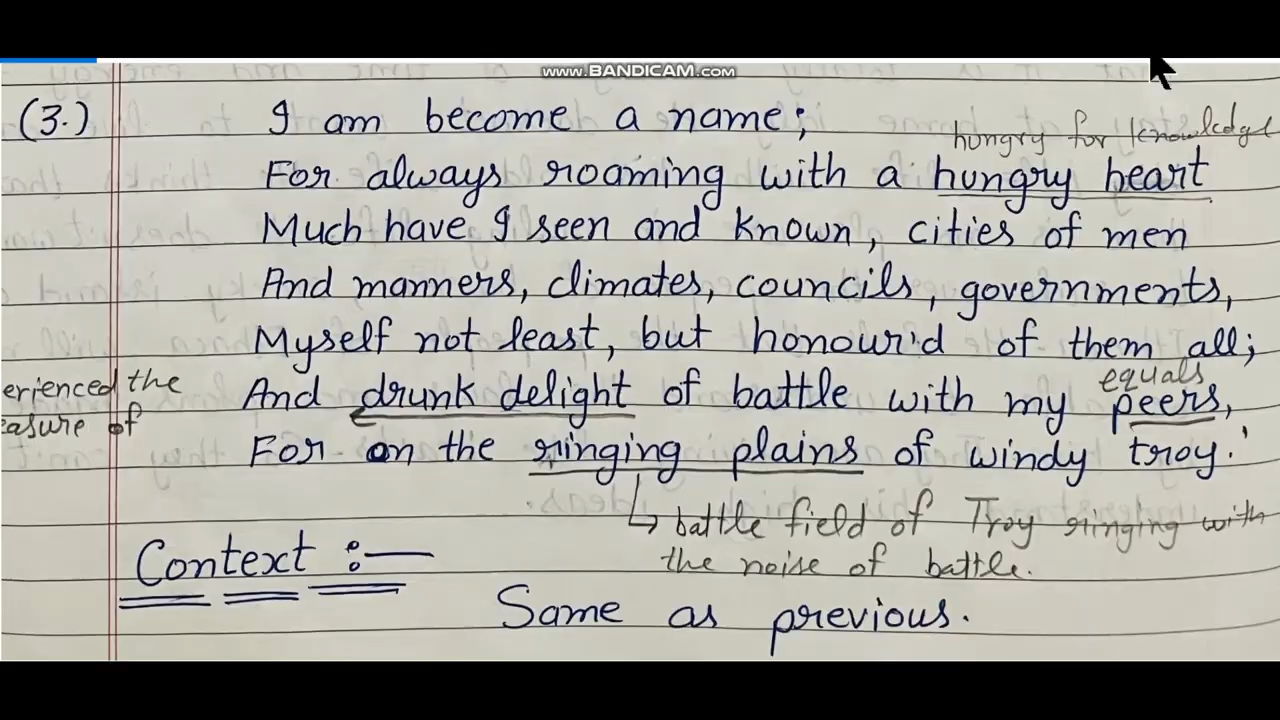 www.BANDICAM.com
(3.) I am become a name;
hungry for knowledge
For always roaming with a hungry heart
Much have I seen and known, cities of men
And manners, climates, councils, governments,
Myself not least, but honour'd of them all;
erienced the
equals
And drunk delight of battle with my peers,
asure of
For on the ringing plains of windy troy.'
↳ battle field of Troy ringing with
the noise of battle.
Context :—
Same as previous.